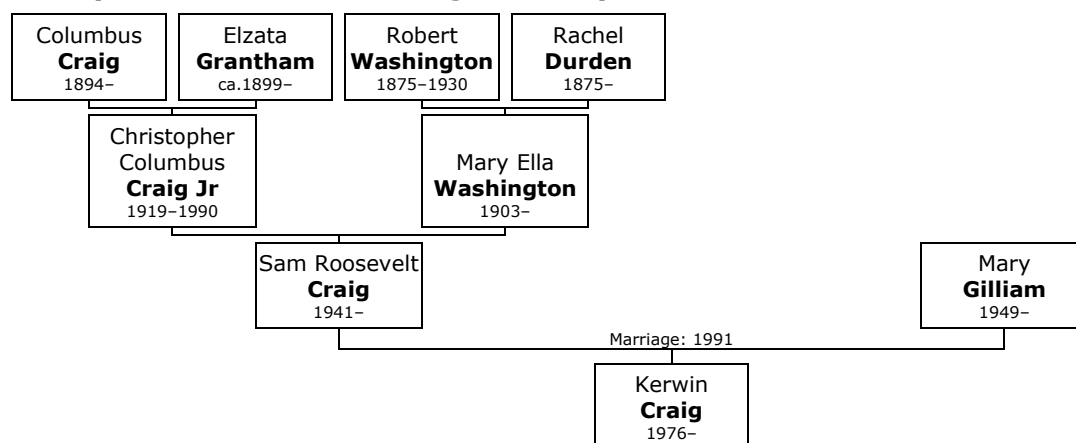 Columbus
Craig
1894–
Elzata
Grantham
ca.1899–
Robert
Washington
1875–1930
Rachel
Durden
1875–
Christopher
Columbus
Craig Jr
1919–1990
Mary Ella
Washington
1903–
Sam Roosevelt
Craig
1941–
Mary
Gilliam
1949–
Marriage: 1991
Kerwin
Craig
1976–